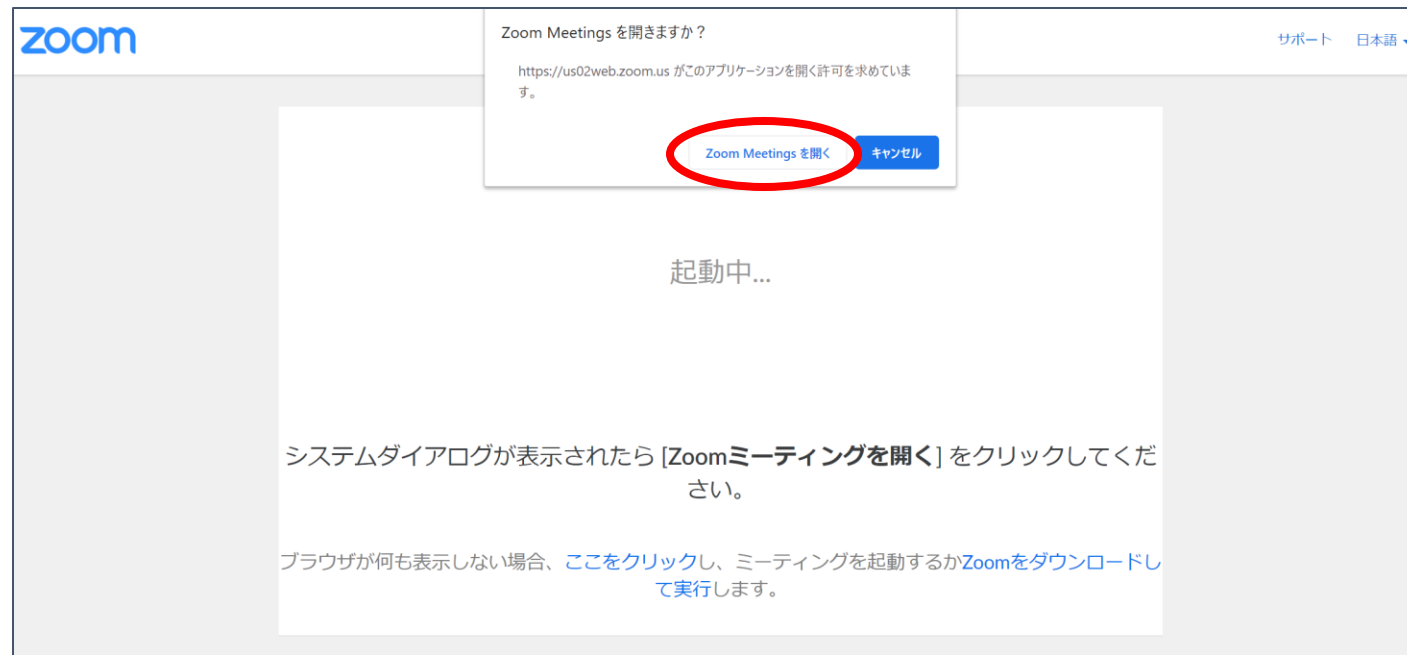 zoom
サポート 日本語
Zoom Meetings を開きますか？
https://us02web.zoom.us がこのアプリケーションを開く許可を求めていま
す。
Zoom Meetings を開く キャンセル
起動中...
システムダイアログが表示されたら [Zoomミーティングを開く] をクリックしてくだ
さい。
ブラウザが何も表示しない場合、ここをクリックし、ミーティングを起動するかZoomをダウンロードし
て実行します。